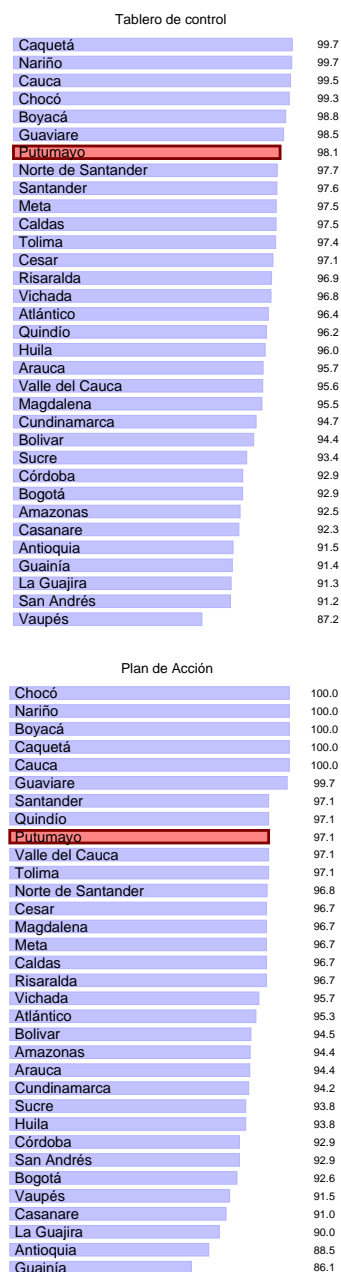 Tablero de control
Caquetá 99.7
Nariño 99.7
Cauca 99.5
Chocó 99.3
Boyacá 98.8
Guaviare 98.5
Putumayo 98.1
Norte de Santander 97.7
Santander 97.6
Meta 97.5
Caldas 97.5
Tolima 97.4
Cesar 97.1
Risaralda 96.9
Vichada 96.8
Atlántico 96.4
Quindío 96.2
Huila 96.0
Arauca 95.7
Valle del Cauca 95.6
Magdalena 95.5
Cundinamarca 94.7
Bolivar 94.4
Sucre 93.4
Córdoba 92.9
Bogotá 92.9
Amazonas 92.5
Casanare 92.3
Antioquia 91.5
Guainía 91.4
La Guajira 91.3
San Andrés 91.2
Vaupés 87.2
Plan de Acción
Chocó 100.0
Nariño 100.0
Boyacá 100.0
Caquetá 100.0
Cauca 100.0
Guaviare 99.7
Santander 97.1
Quindío 97.1
Putumayo 97.1
Valle del Cauca 97.1
Tolima 97.1
Norte de Santander 96.8
Cesar 96.7
Magdalena 96.7
Meta 96.7
Caldas 96.7
Risaralda 96.7
Vichada 95.7
Atlántico 95.3
Bolivar 94.5
Amazonas 94.4
Arauca 94.4
Cundinamarca 94.2
Sucre 93.8
Huila 93.8
Córdoba 92.9
San Andrés 92.9
Bogotá 92.6
Vaupés 91.5
Casanare 91.0
La Guajira 90.0
Antioquia 88.5
Guainía 86.1